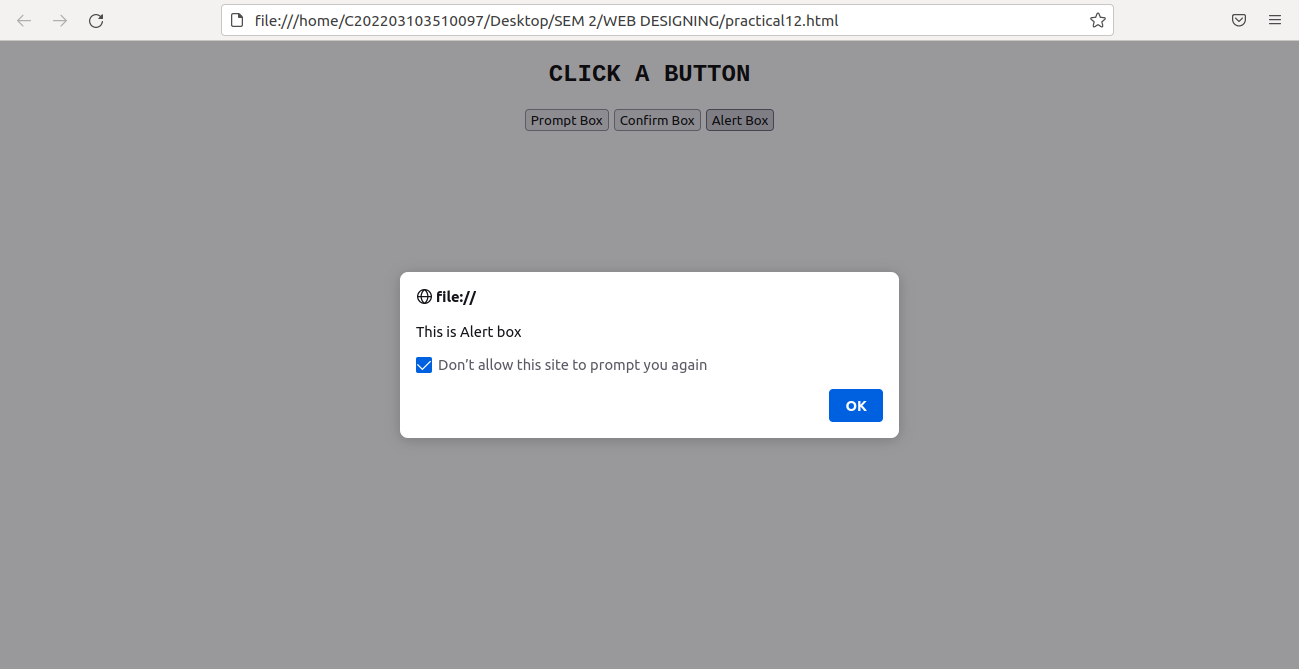 file:///home/C202203103510097/Desktop/SEM 2/WEB DESIGNING/practical12.html
CLICK A BUTTON
Prompt Box Confirm Box Alert Box
file://
This is Alert box
Don’t allow this site to prompt you again
OK